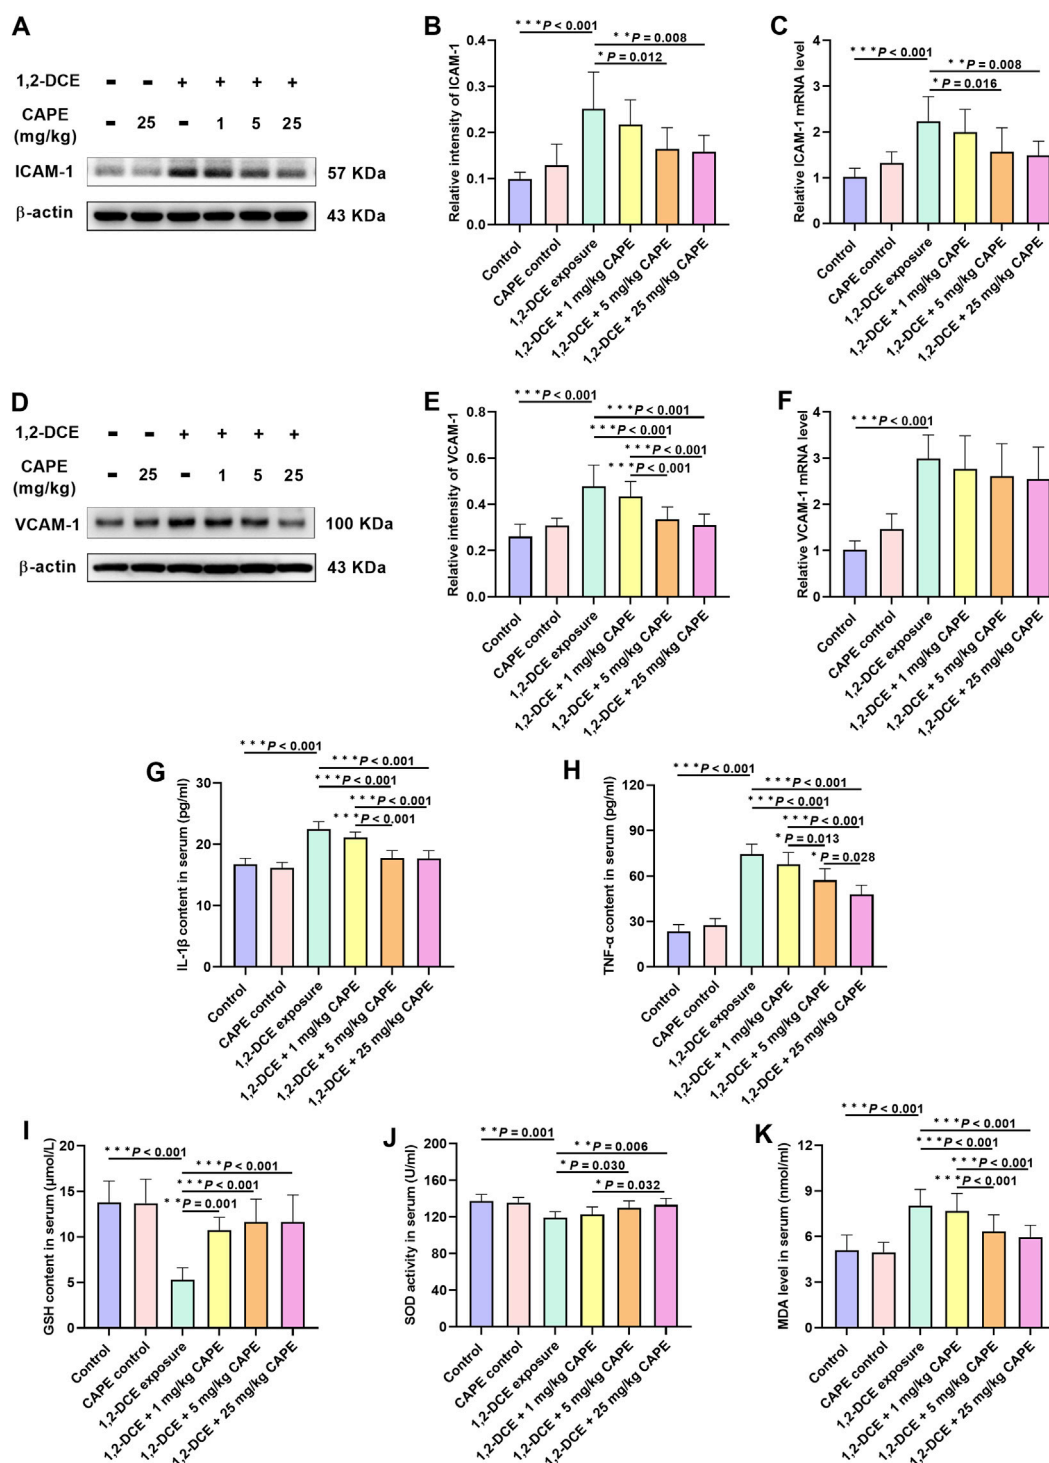 A
1,2-DCE - - + + + +
CAPE
(mg/kg) - 25 - 1 5 25
ICAM-1 57 KDa
β-actin 43 KDa
B
Relative intensity of ICAM-1
0.4
0.3
0.2
0.1
0.0
***P < 0.001
**P = 0.008
*P = 0.012
Control
CAPE control
1,2-DCE exposure
1,2-DCE + 1 mg/kg CAPE
1,2-DCE + 5 mg/kg CAPE
1,2-DCE + 25 mg/kg CAPE
C
Relative ICAM-1 mRNA level
4
3
2
1
0
***P < 0.001
**P = 0.008
*P = 0.016
Control
CAPE control
1,2-DCE exposure
1,2-DCE + 1 mg/kg CAPE
1,2-DCE + 5 mg/kg CAPE
1,2-DCE + 25 mg/kg CAPE
D
1,2-DCE - - + + + +
CAPE
(mg/kg) - 25 - 1 5 25
VCAM-1 100 KDa
β-actin 43 KDa
E
Relative intensity of VCAM-1
0.8
0.6
0.4
0.2
0.0
***P < 0.001
***P < 0.001
***P < 0.001
***P < 0.001
***P < 0.001
Control
CAPE control
1,2-DCE exposure
1,2-DCE + 1 mg/kg CAPE
1,2-DCE + 5 mg/kg CAPE
1,2-DCE + 25 mg/kg CAPE
F
Relative VCAM-1 mRNA level
4
3
2
1
0
***P < 0.001
Control
CAPE control
1,2-DCE exposure
1,2-DCE + 1 mg/kg CAPE
1,2-DCE + 5 mg/kg CAPE
1,2-DCE + 25 mg/kg CAPE
G
IL-1β content in serum (pg/ml)
30
20
10
0
***P < 0.001
***P < 0.001
***P < 0.001
***P < 0.001
***P < 0.001
Control
CAPE control
1,2-DCE exposure
1,2-DCE + 1 mg/kg CAPE
1,2-DCE + 5 mg/kg CAPE
1,2-DCE + 25 mg/kg CAPE
H
TNF-α content in serum (pg/ml)
120
90
60
30
0
***P < 0.001
***P < 0.001
***P < 0.001
***P < 0.001
*P = 0.013
*P = 0.028
Control
CAPE control
1,2-DCE exposure
1,2-DCE + 1 mg/kg CAPE
1,2-DCE + 5 mg/kg CAPE
1,2-DCE + 25 mg/kg CAPE
I
GSH content in serum (μmol/L)
20
15
10
5
0
***P < 0.001
***P < 0.001
***P < 0.001
**P = 0.001
Control
CAPE control
1,2-DCE exposure
1,2-DCE + 1 mg/kg CAPE
1,2-DCE + 5 mg/kg CAPE
1,2-DCE + 25 mg/kg CAPE
J
SOD activity in serum (U/ml)
200
160
120
80
40
0
**P = 0.001
**P = 0.006
*P = 0.030
*P = 0.032
Control
CAPE control
1,2-DCE exposure
1,2-DCE + 1 mg/kg CAPE
1,2-DCE + 5 mg/kg CAPE
1,2-DCE + 25 mg/kg CAPE
K
MDA level in serum (nmol/ml)
12
9
6
3
0
***P < 0.001
***P < 0.001
***P < 0.001
***P < 0.001
***P < 0.001
Control
CAPE control
1,2-DCE exposure
1,2-DCE + 1 mg/kg CAPE
1,2-DCE + 5 mg/kg CAPE
1,2-DCE + 25 mg/kg CAPE